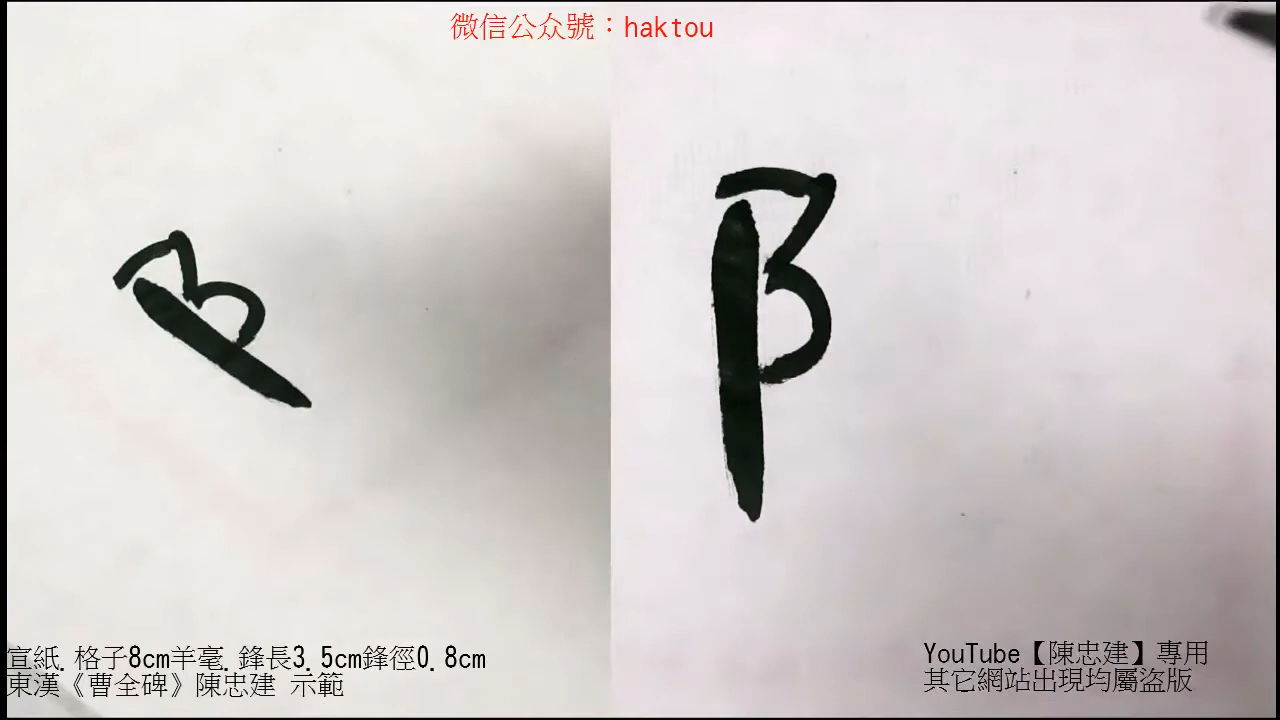 微信公众號：haktou
阝
阝
宣紙.格子8cm羊毫.鋒長3.5cm鋒徑0.8cm
東漢《曹全碑》陳忠建 示範
YouTube【陳忠建】專用
其它網站出現均屬盜版